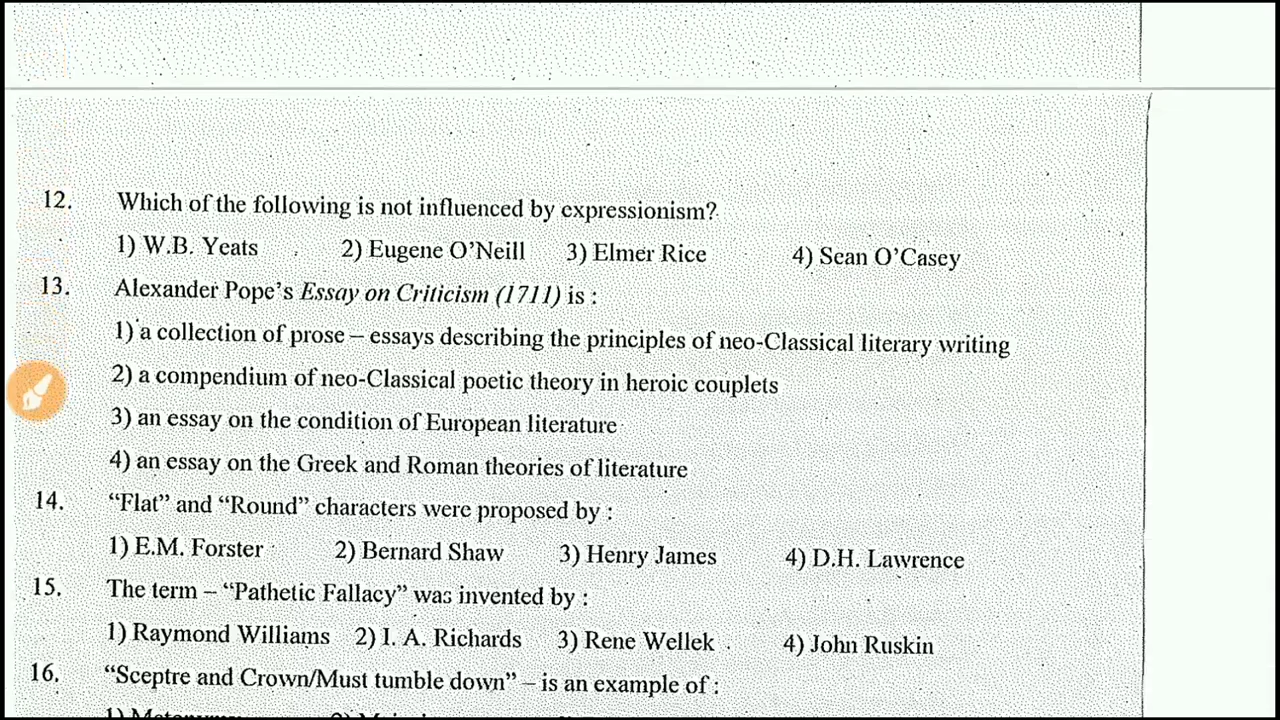 12. Which of the following is not influenced by expressionism?
1) W.B. Yeats 2) Eugene O'Neill 3) Elmer Rice 4) Sean O'Casey
13. Alexander Pope's Essay on Criticism (1711) is :
1) a collection of prose – essays describing the principles of neo-Classical literary writing
2) a compendium of neo-Classical poetic theory in heroic couplets
3) an essay on the condition of European literature
4) an essay on the Greek and Roman theories of literature
14. “Flat” and “Round” characters were proposed by :
1) E.M. Forster 2) Bernard Shaw 3) Henry James 4) D.H. Lawrence
15. The term – “Pathetic Fallacy” was invented by :
1) Raymond Williams 2) I. A. Richards 3) Rene Wellek 4) John Ruskin
16. “Sceptre and Crown/Must tumble down” – is an example of :